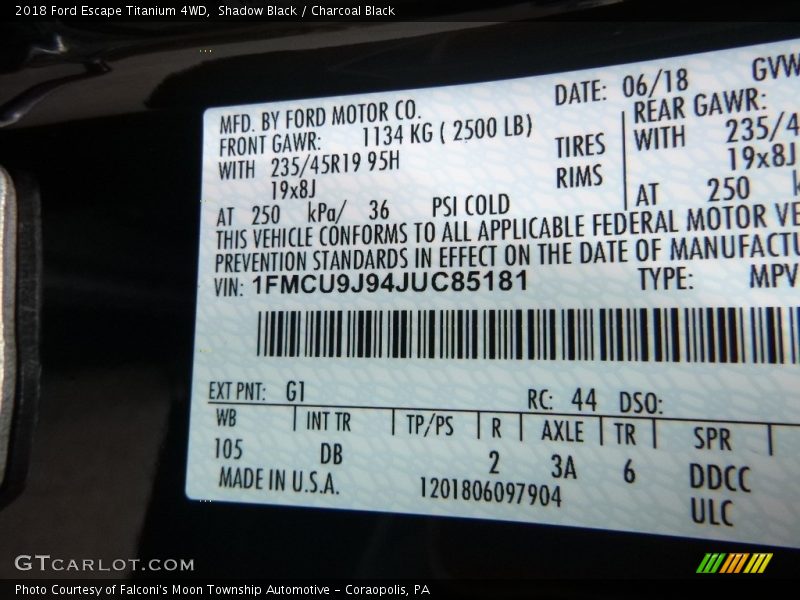 2018 Ford Escape Titanium 4WD, Shadow Black / Charcoal Black
DATE: 06/18 GVW
MFD. BY FORD MOTOR CO.
FRONT GAWR: 1134 KG ( 2500 LB) TIRES REAR GAWR:
WITH 235/45R19 95H RIMS WITH 235/4
19x8J 19x8J
AT 250 kPa/ 36 PSI COLD AT 250 k
THIS VEHICLE CONFORMS TO ALL APPLICABLE FEDERAL MOTOR VE
PREVENTION STANDARDS IN EFFECT ON THE DATE OF MANUFACTU
VIN: 1FMCU9J94JUC85181 TYPE: MPV
EXT PNT: G1 RC: 44 DSO:
WB INT TR TP/PS R AXLE TR SPR
105 DB 2 3A 6 DDCC
MADE IN U.S.A. 1201806097904 ULC
GTCARLOT.COM
Photo Courtesy of Falconi's Moon Township Automotive - Coraopolis, PA